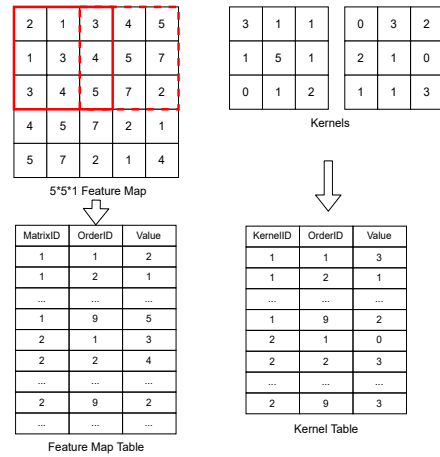 2 1 3 4 5
1 3 4 5 7
3 4 5 7 2
4 5 7 2 1
5 7 2 1 4
5*5*1 Feature Map
3 1 1
1 5 1
0 1 2
0 3 2
2 1 0
1 1 3
Kernels
MatrixID OrderID Value
1 1 2
1 2 1
... ... ...
1 9 5
2 1 3
2 2 4
... ... ...
2 9 2
... ... ...
Feature Map Table
KernelID OrderID Value
1 1 3
1 2 1
... ... ...
1 9 2
2 1 0
2 2 3
... ... ...
2 9 3
Kernel Table